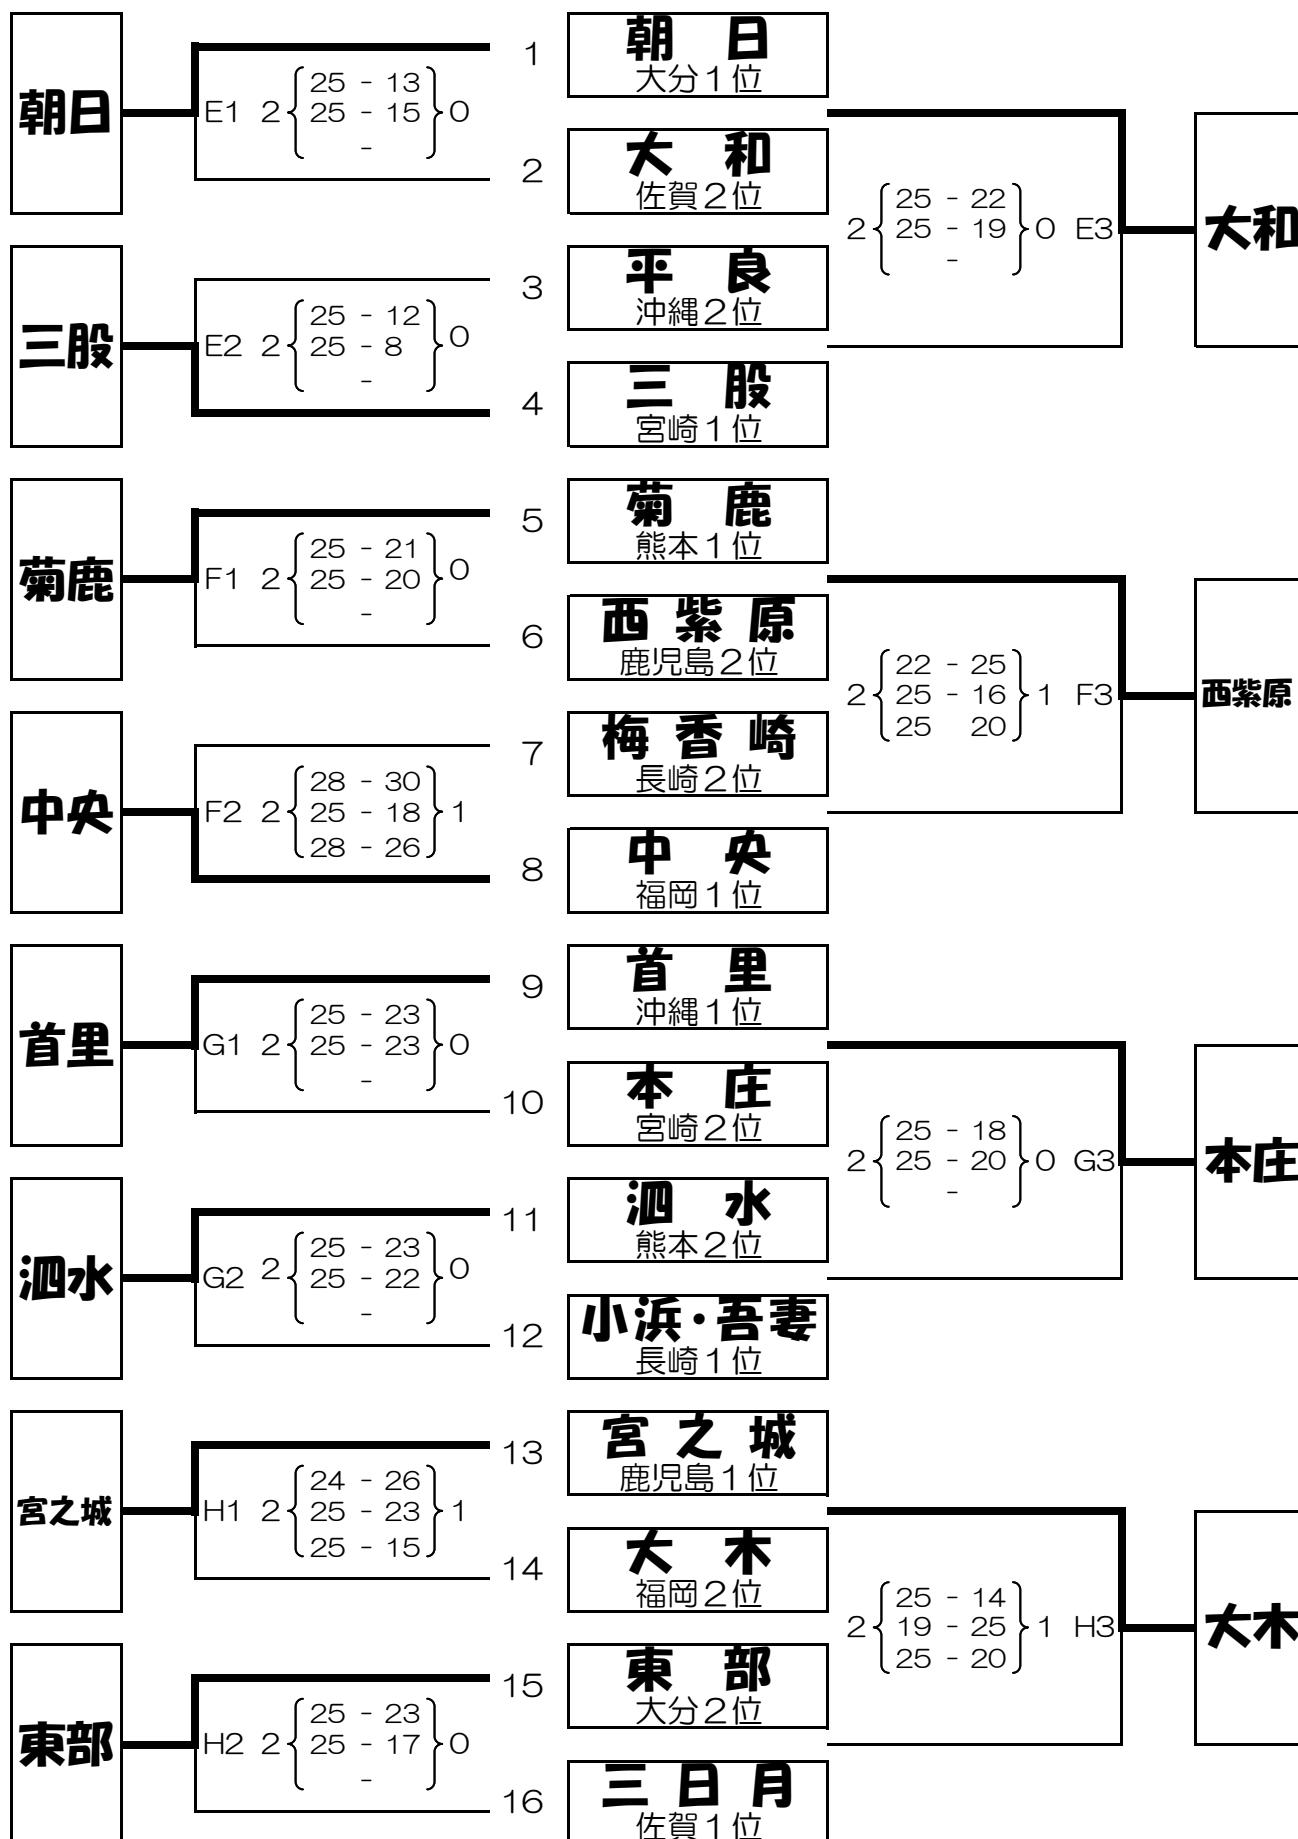 朝日
E1 2 25 - 13 0
25 - 15
-
1
2
朝 日
大分１位
大 和
佐賀２位
2 25 - 22 0 E3
25 - 19
-
大和
三股
E2 2 25 - 12 0
25 - 8
-
3
4
平 良
沖縄２位
三 股
宮崎１位
菊鹿
F1 2 25 - 21 0
25 - 20
-
5
6
菊 鹿
熊本１位
西 紫 原
鹿児島２位
2 22 - 25 1 F3
25 - 16
25 20
西紫原
中央
F2 2 28 - 30 1
25 - 18
28 - 26
7
8
梅 香 崎
長崎２位
中 央
福岡１位
首里
G1 2 25 - 23 0
25 - 23
-
9
10
首 里
沖縄１位
本 庄
宮崎２位
2 25 - 18 0 G3
25 - 20
-
本庄
泗水
G2 2 25 - 23 0
25 - 22
-
11
12
泗 水
熊本２位
小浜・吾妻
長崎１位
宮之城
H1 2 24 - 26 1
25 - 23
25 - 15
13
14
宮 之 城
鹿児島１位
大 木
福岡２位
2 25 - 14 1 H3
19 - 25
25 - 20
大木
東部
H2 2 25 - 23 0
25 - 17
-
15
16
東 部
大分２位
三 日 月
佐賀１位